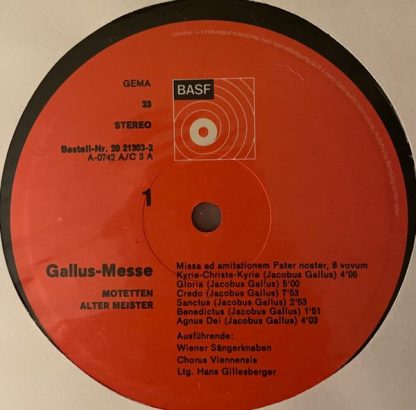 GEMA
33
STEREO
Bestell-Nr. 20 21303-2
A-0742 A/C 3 A
BASF
1
Gallus-Messe
MOTETTEN
ALTER MEISTER
Missa ad amitationem Pater noster, 8 vovum
Kyrie-Christe-Kyrie (Jacobus Gallus) 4'06
Gloria (Jacobus Gallus) 5'00
Credo (Jacobus Gallus) 7'53
Sanctus (Jacobus Gallus) 2'53
Benedictus (Jacobus Gallus) 1'51
Agnus Dei (Jacobus Gallus) 4'09
Ausführende:
Wiener Sängerknaben
Chorus Viennensis
Ltg. Hans Gillesberger